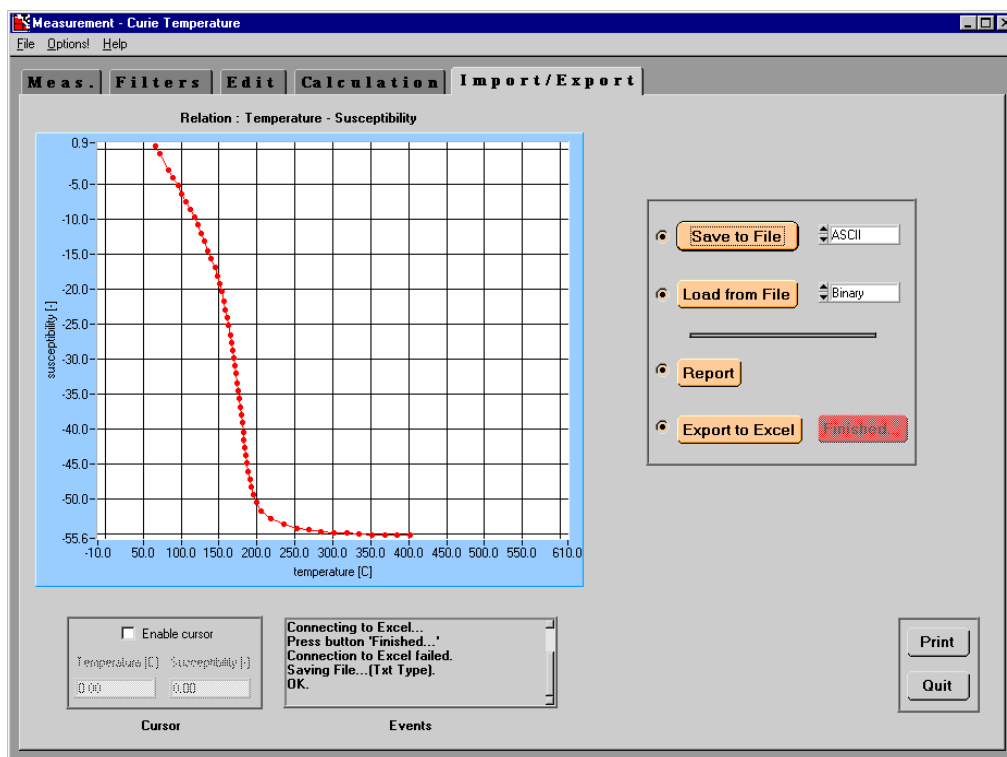 Measurement - Curie Temperature
File Options! Help
Meas. Filters Edit Calculation Import/Export
Relation : Temperature - Susceptibility
0.9
-5.0
-10.0
-15.0
-20.0
-25.0
-30.0
-35.0
-40.0
-45.0
-50.0
-55.6
susceptibility [-]
-10.0 50.0 100.0 150.0 200.0 250.0 300.0 350.0 400.0 450.0 500.0 550.0 610.0
temperature [C]
Save to File ASCII
Load from File Binary
Report
Export to Excel Finished...
Enable cursor
Temperature [C] Susceptibility [-]
0.00 0.00
Cursor
Connecting to Excel...
Press button 'Finished...'
Connection to Excel failed.
Saving File...(Txt Type).
OK.
Events
Print
Quit